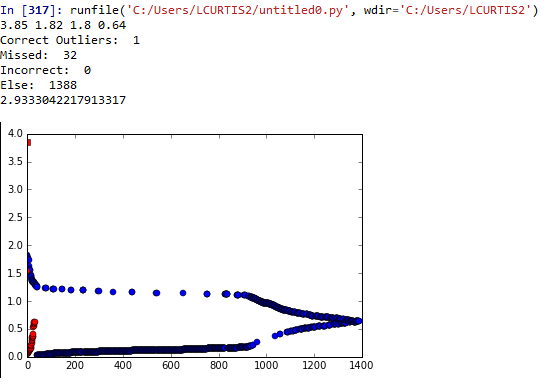 In [317]: runfile('C:/Users/LCURTIS2/untitled0.py', wdir='C:/Users/LCURTIS2')
3.85 1.82 1.8 0.64
Correct Outliers:  1
Missed:  32
Incorrect:  0
Else:  1388
2.9333042217913317
4.0
3.5
3.0
2.5
2.0
1.5
1.0
0.5
0.0
0 200 400 600 800 1000 1200 1400